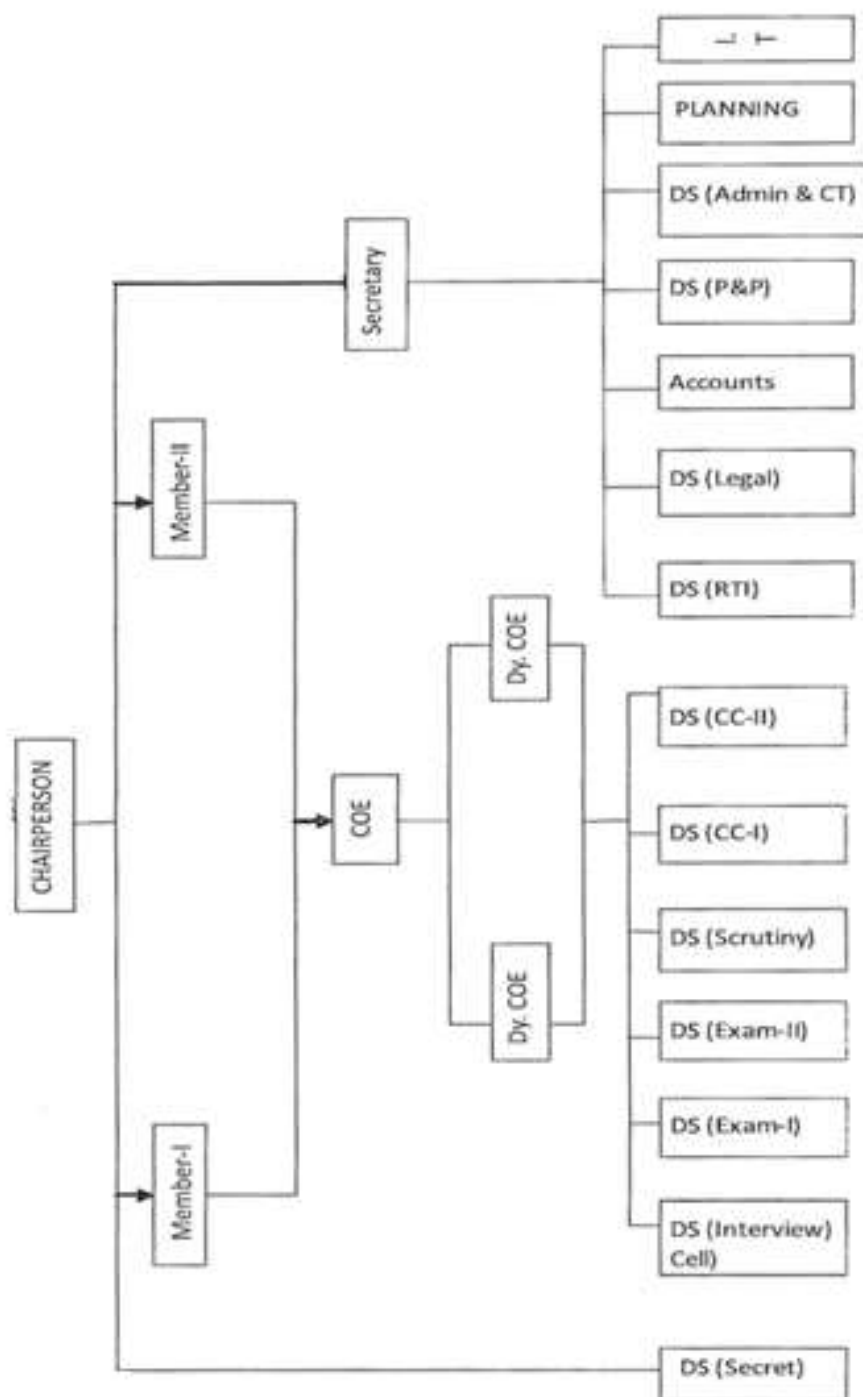 CHAIRPERSON
Member-I
Member-II
COE
Secretary
Dy. COE
Dy. COE
DS (Secret)
DS (Interview)
Cell)
DS (Exam-I)
DS (Exam-II)
DS (Scrutiny)
DS (CC-I)
DS (CC-II)
DS (RTI)
DS (Legal)
Accounts
DS (P&P)
DS (Admin & CT)
PLANNING